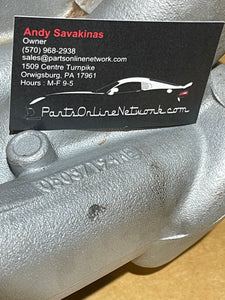 Andy Savakinas
Owner
(570) 968-2938
sales@partsonlinenetwork.com
1509 Centre Turnpike
Orwigsburg, PA 17961
Hours : M-F 9-5
PartsOnlineNetwork.com